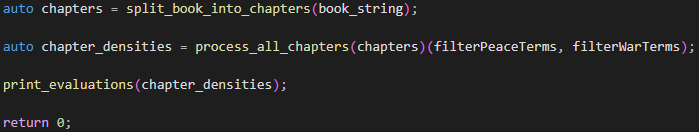 auto chapters = split_book_into_chapters(book_string);
auto chapter_densities = process_all_chapters(chapters)(filterPeaceTerms, filterWarTerms);
print_evaluations(chapter_densities);
return 0;